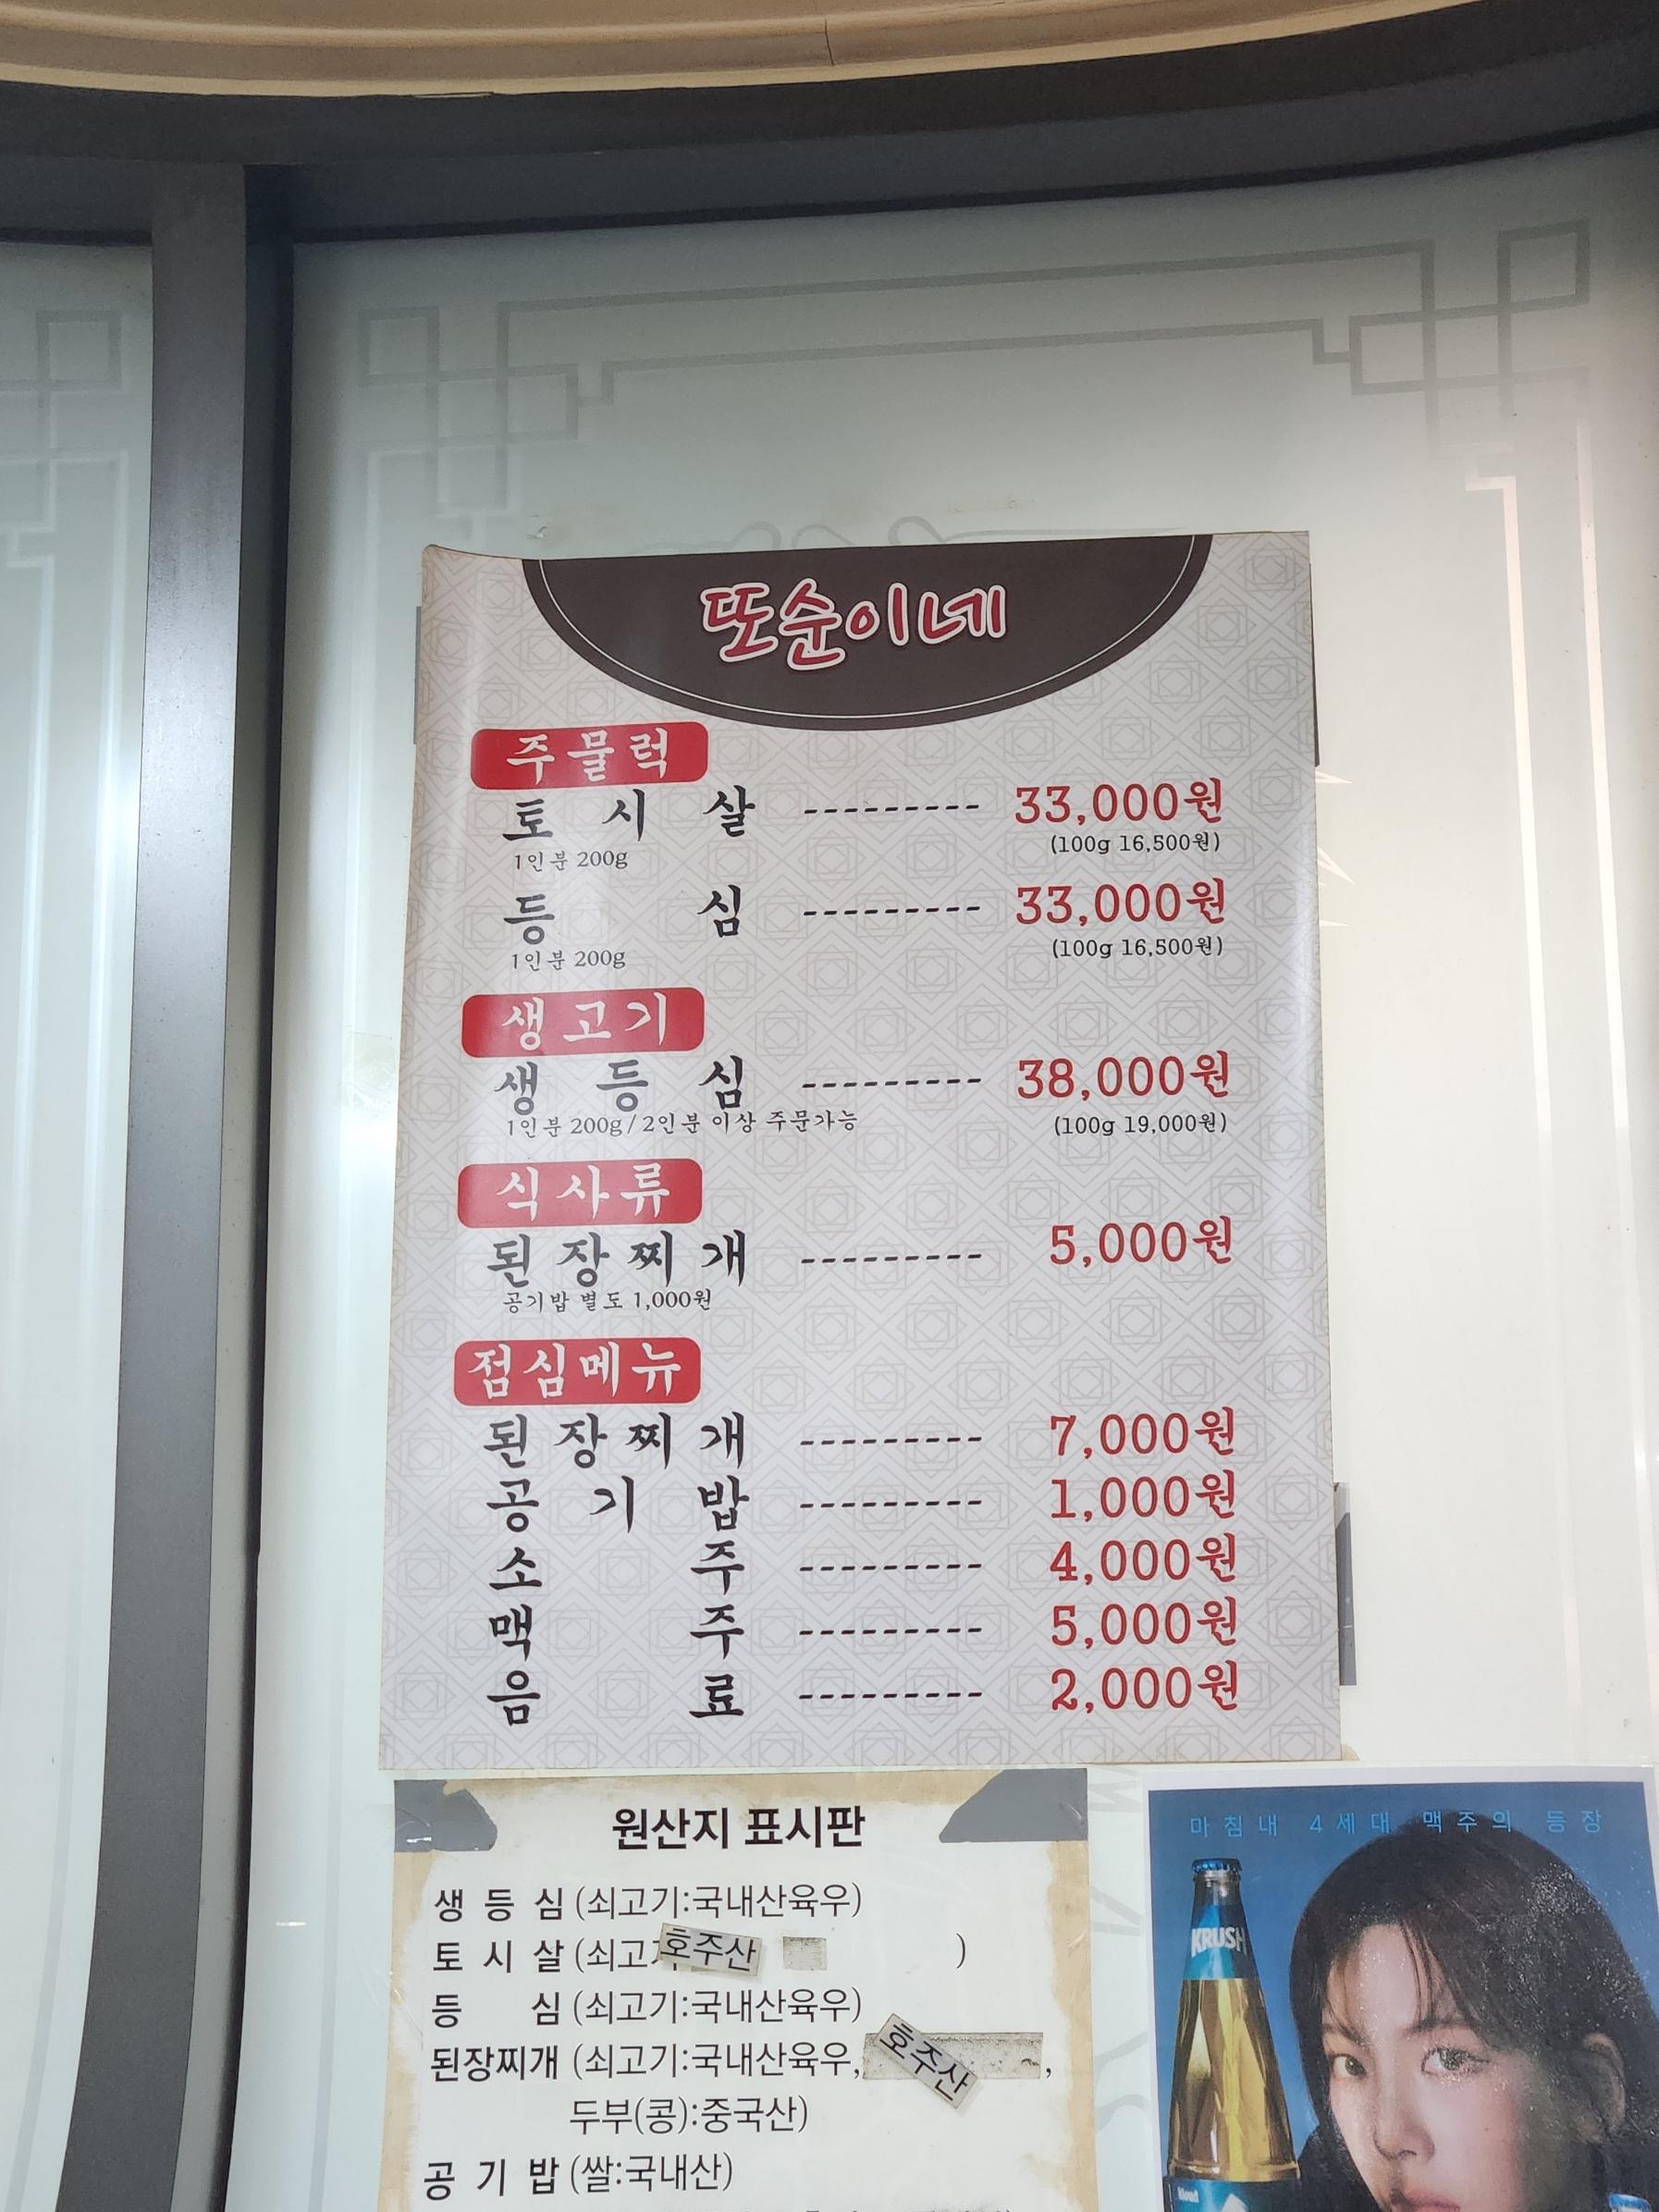 또순이네
주물럭
토시살 --------- 33,000원
1인분 200g (100g 16,500원)
등심 --------- 33,000원
1인분 200g (100g 16,500원)
생고기
생등심 --------- 38,000원
1인분 200g/2인분 이상 주문가능 (100g 19,000원)
식사류
된장찌개 --------- 5,000원
공기밥 별도 1,000원
점심메뉴
된장찌개 --------- 7,000원
공기밥 --------- 1,000원
소주 --------- 4,000원
맥주 --------- 5,000원
음료 --------- 2,000원
원산지 표시판
생등심 (쇠고기:국내산육우)
토시살 (쇠고 호주산 )
등심 (쇠고기:국내산육우)
된장찌개 (쇠고기:국내산육우, 호주산 ,
두부(콩):중국산)
공기밥 (쌀:국내산)
마침내 4세대 맥주의 등장
KRUSH